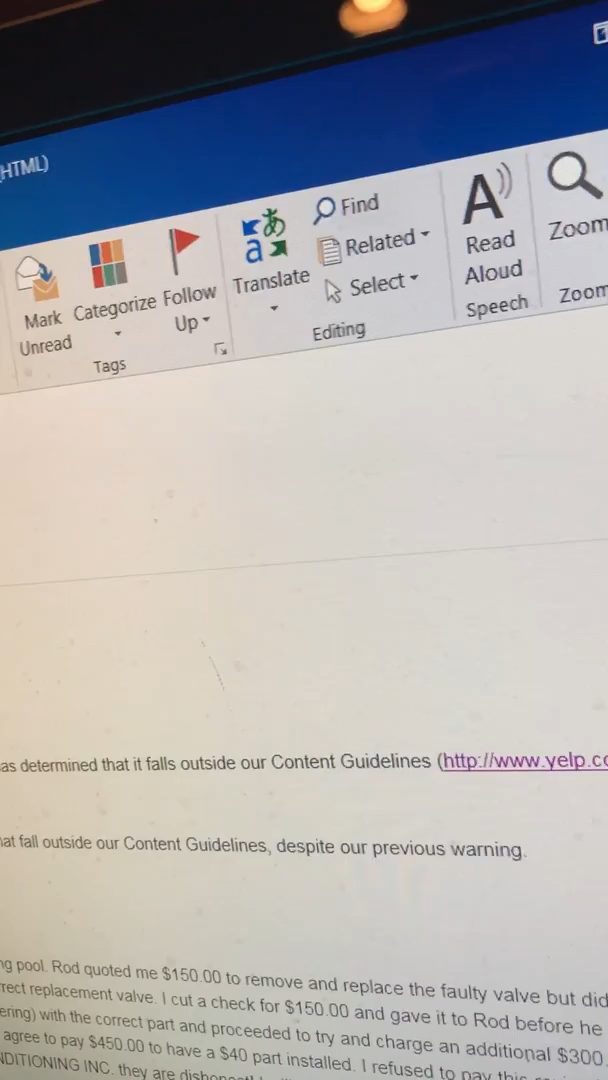 HTML)
Mark Unread
Categorize
Follow Up
Tags
Translate
Find
Related
Select
Editing
Read Aloud
Speech
Zoom
Zoom
as determined that it falls outside our Content Guidelines (http://www.yelp.co
at fall outside our Content Guidelines, despite our previous warning.
ng pool. Rod quoted me $150.00 to remove and replace the faulty valve but did
rrect replacement valve. I cut a check for $150.00 and gave it to Rod before he
ering) with the correct part and proceeded to try and charge an additional $300
agree to pay $450.00 to have a $40 part installed. I refused to pay this
NDITIONING INC. they are